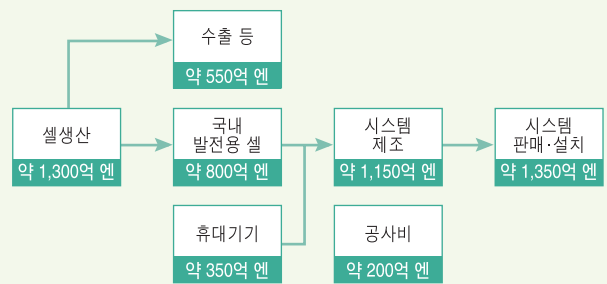 수출 등
약 550억 엔
셀생산
약 1,300억 엔
국내
발전용 셀
약 800억 엔
시스템
제조
약 1,150억 엔
시스템
판매·설치
약 1,350억 엔
휴대기기
약 350억 엔
공사비
약 200억 엔